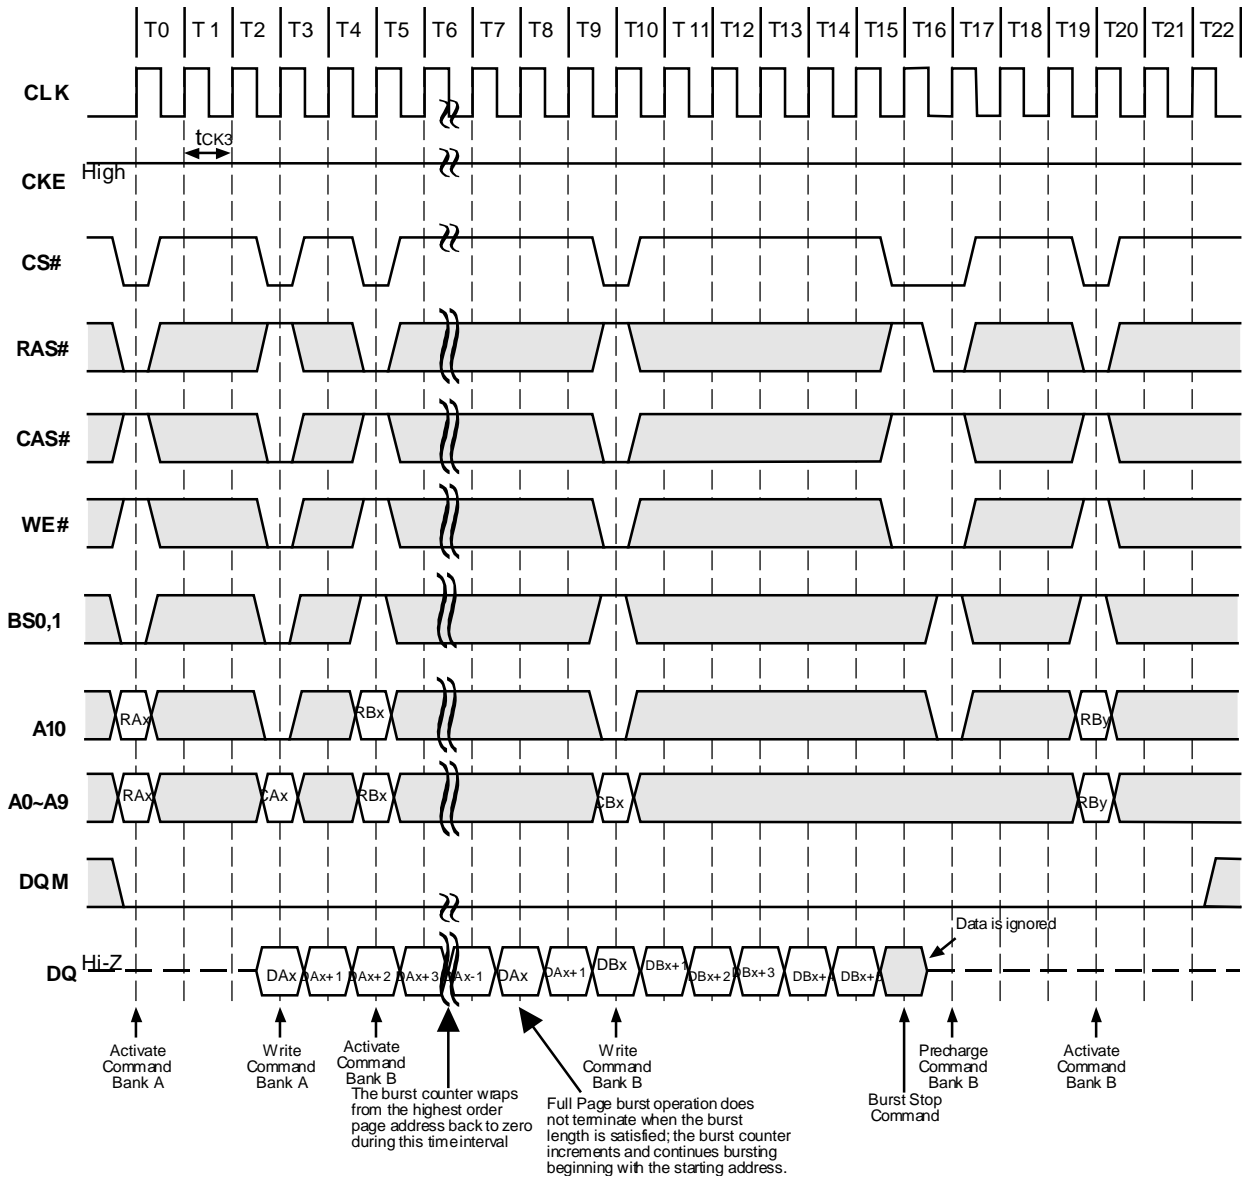 T0 T 1 T2 T3 T4 T5 T6 T7 T8 T9 T10 T 11 T12 T13 T14 T15 T16 T17 T18 T19 T20 T21 T22
CLK
tCK3
High
CKE
CS#
RAS#
CAS#
WE#
BS0,1
A10
RAx RBx RBy
A0~A9
RAx CAx RBx CBx RBy
DQM
Data is ignored
DQ
Hi-Z
DAx DAx+1 DAx+2 DAx+3 DAx-1 DAx DAx+1 DBx DBx+1 DBx+2 DBx+3 DBx+4 DBx+5
Activate
Command
Bank A
Write
Command
Bank A
Activate
Command
Bank B
The burst counter wraps
from the highest order
page address back to zero
during this time interval
Full Page burst operation does
not terminate when the burst
length is satisfied; the burst counter
increments and continues bursting
beginning with the starting address.
Write
Command
Bank B
Burst Stop
Command
Precharge
Command
Bank B
Activate
Command
Bank B